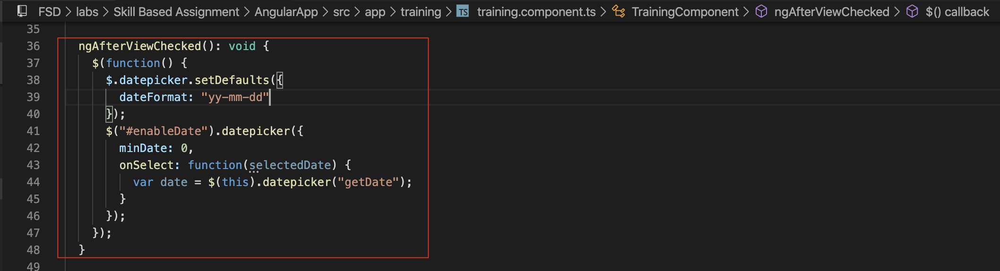 FSD > labs > Skill Based Assignment > AngularApp > src > app > training > TS training.component.ts > TrainingComponent > ngAfterViewChecked > $() callback
35
36 ngAfterViewChecked(): void {
37 $(function() {
38 $.datepicker.setDefaults({
39 dateFormat: "yy-mm-dd"
40 });
41 $("#enableDate").datepicker({
42 minDate: 0,
43 onSelect: function(selectedDate) {
44 var date = $(this).datepicker("getDate");
45 }
46 });
47 });
48 }
49